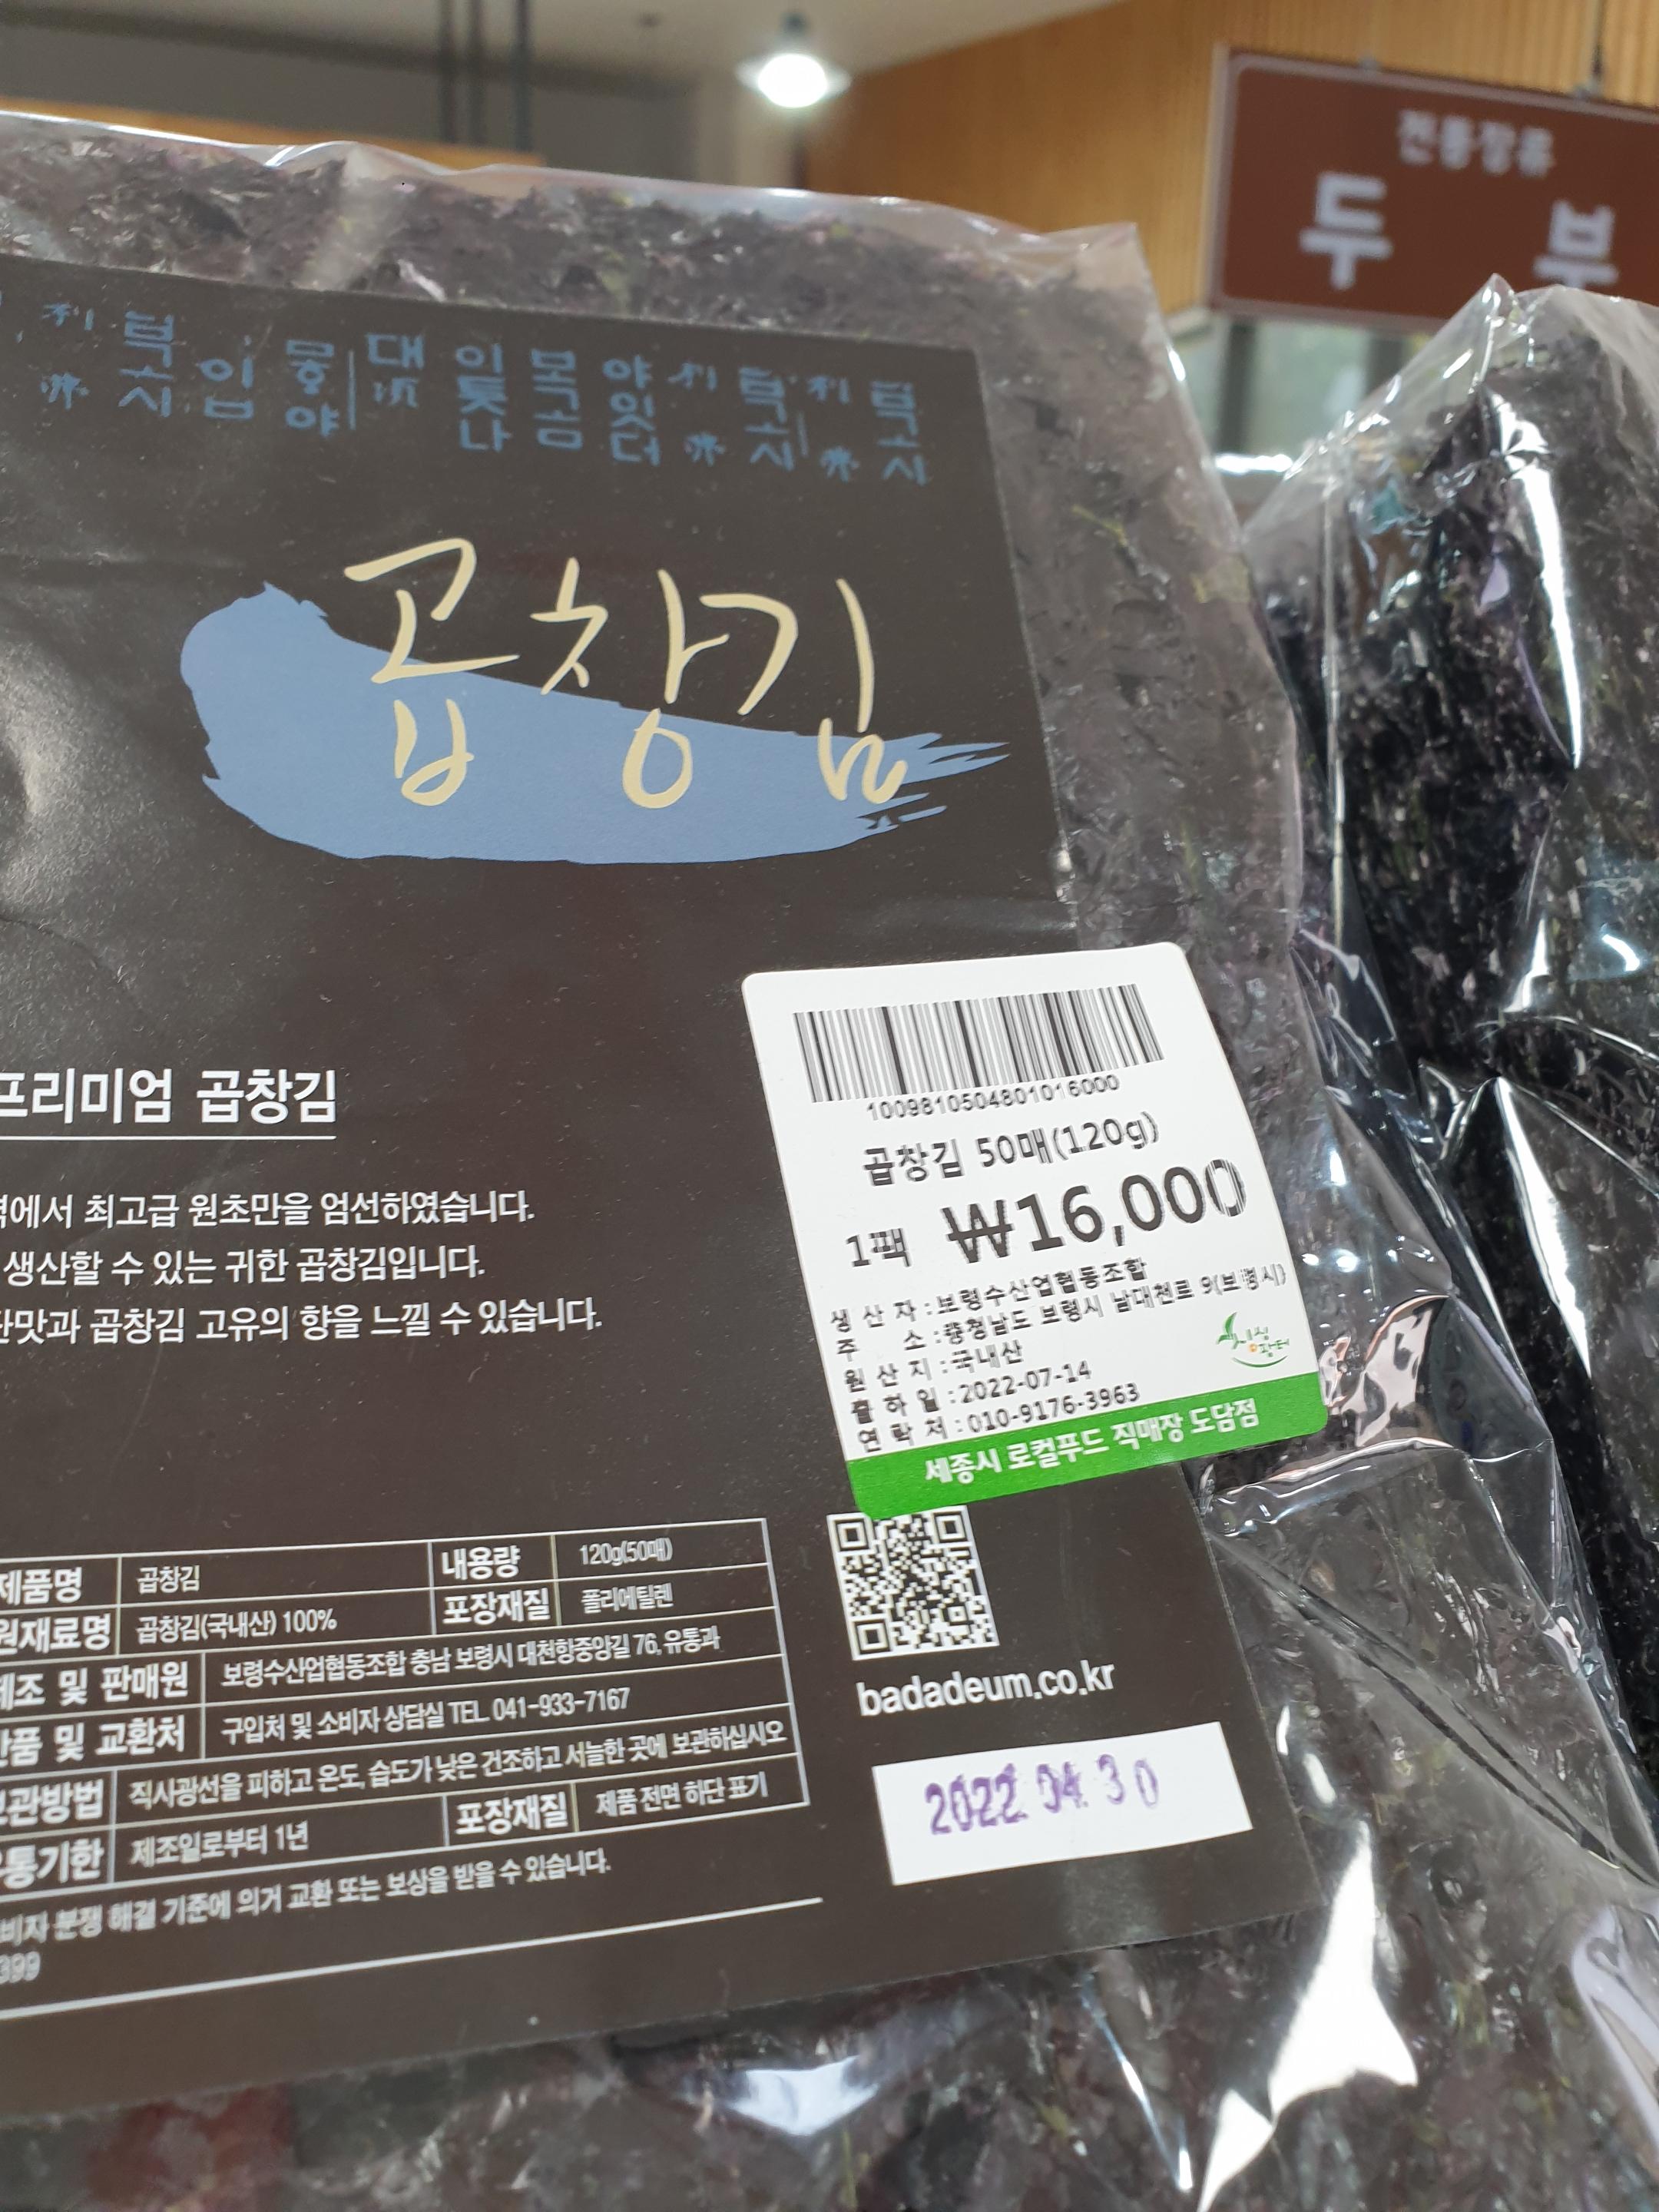 전통장류
두 부
곱창김
프리미엄 곱창김
에서 최고급 원초만을 엄선하였습니다.
생산할 수 있는 귀한 곱창김입니다.
맛과 곱창김 고유의 향을 느낄 수 있습니다.
1009810504801016000
곱창김 50매(120g)
1팩 ₩16,000
생 산 자 : 보령수산업협동조합
주 소 : 충청남도 보령시 남대천로 9(보령시)
원 산 지 : 국내산
출 하 일 : 2022-07-14
연 락 처 : 010-9176-3963
싱싱장터
세종시 로컬푸드 직매장 도담점
제품명 곱창김 내용량 120g(50매)
원재료명 곱창김(국내산) 100% 포장재질 폴리에틸렌
제조 및 판매원 보령수산업협동조합 충남 보령시 대천항중앙길 76, 유통과
반품 및 교환처 구입처 및 소비자 상담실 TEL. 041-933-7167
보관방법 직사광선을 피하고 온도, 습도가 낮은 건조하고 서늘한 곳에 보관하십시오
유통기한 제조일로부터 1년 포장재질 제품 전면 하단 표기
비자 분쟁 해결 기준에 의거 교환 또는 보상을 받을 수 있습니다.
399
badadeum.co.kr
2022.04.30